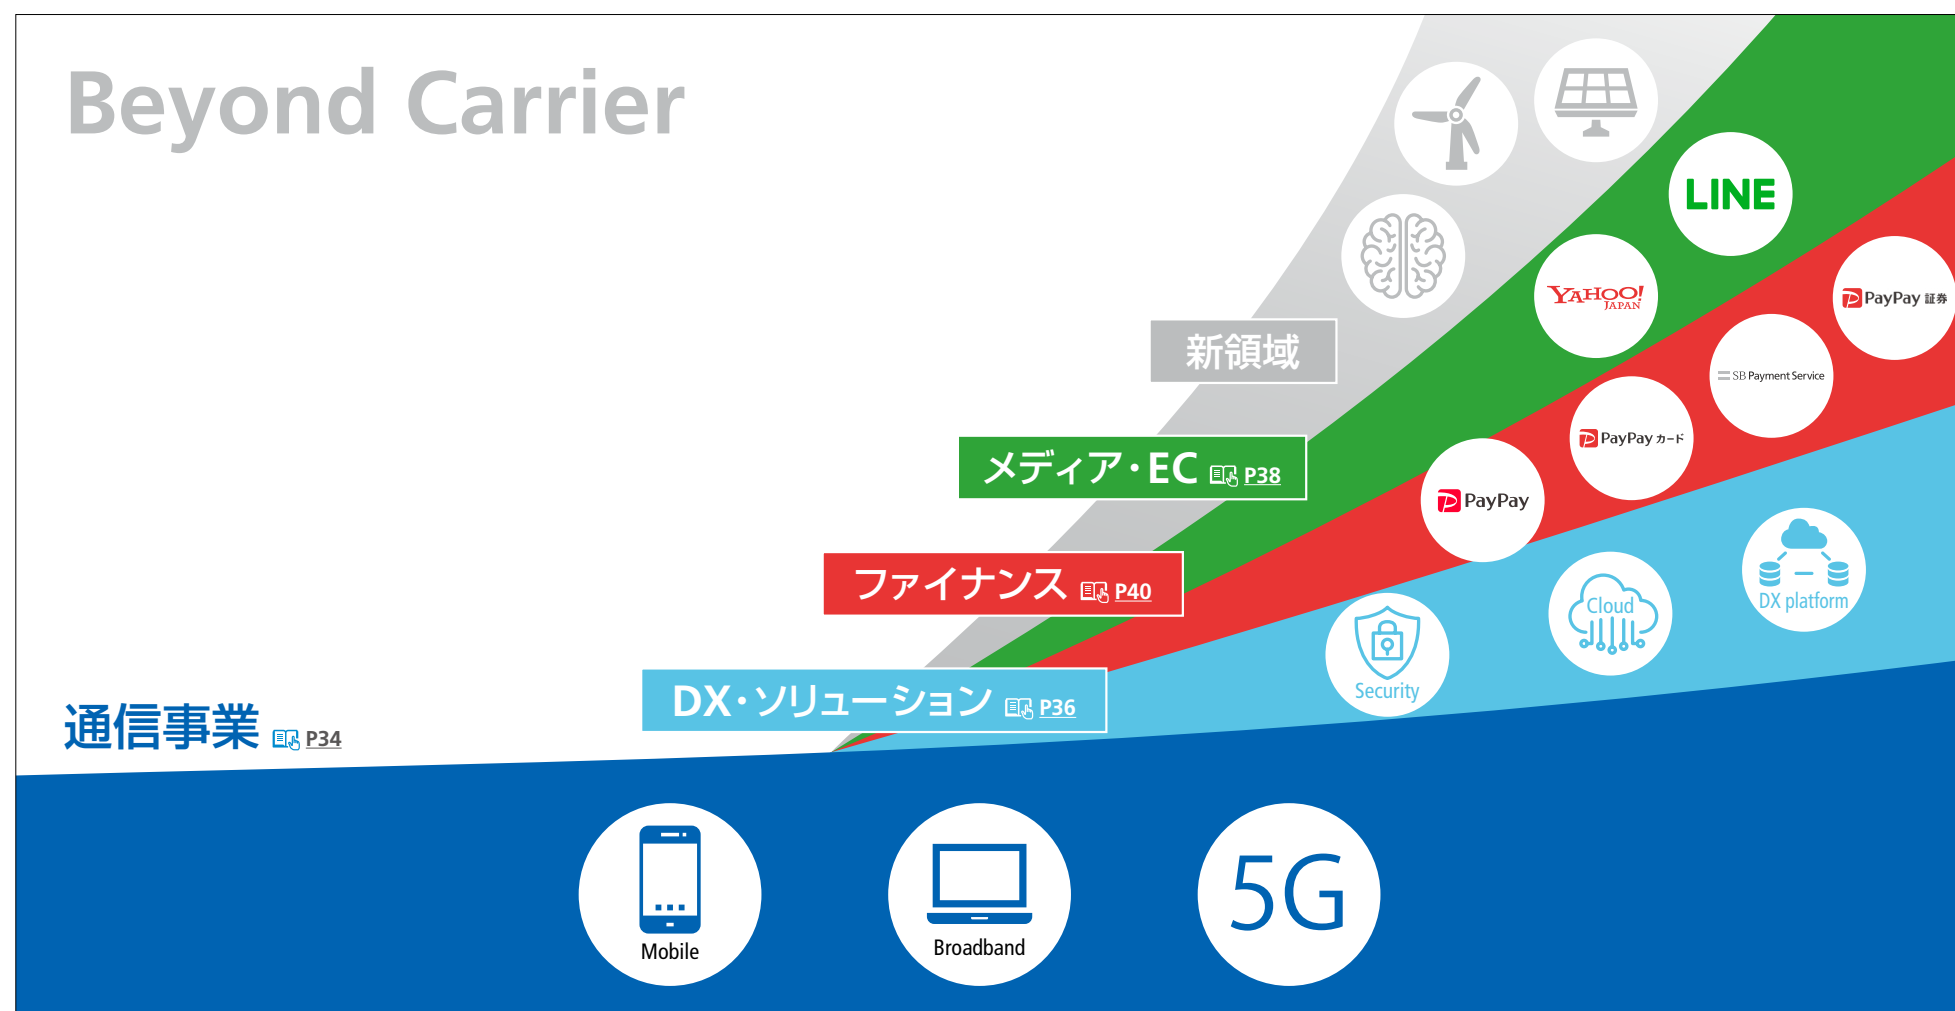 Beyond Carrier
LINE
YAHOO!
JAPAN
PayPay 証券
新領域
SB Payment Service
PayPay カード
メディア・EC P38
PayPay
ファイナンス P40
DX platform
Cloud
Security
DX・ソリューション P36
通信事業 P34
Mobile
Broadband
5G